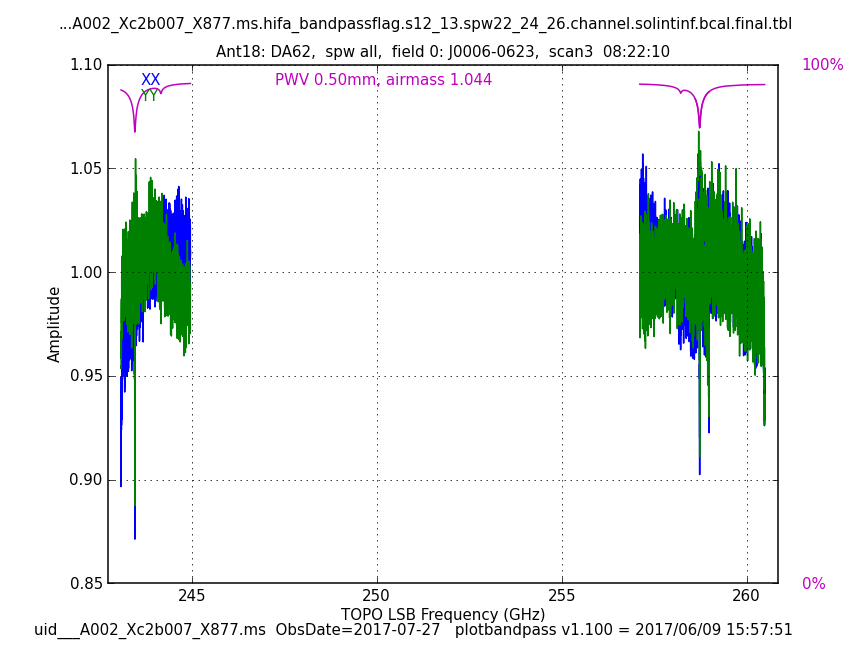 ...A002_Xc2b007_X877.ms.hifa_bandpassflag.s12_13.spw22_24_26.channel.solintinf.bcal.final.tbl
Ant18: DA62, spw all, field 0: J0006-0623, scan3 08:22:10
1.10
XX
YY
PWV 0.50mm, airmass 1.044
100%
1.05
1.00
0.95
0.90
0.85
0%
Amplitude
245
250
255
260
TOPO LSB Frequency (GHz)
uid___A002_Xc2b007_X877.ms ObsDate=2017-07-27 plotbandpass v1.100 = 2017/06/09 15:57:51